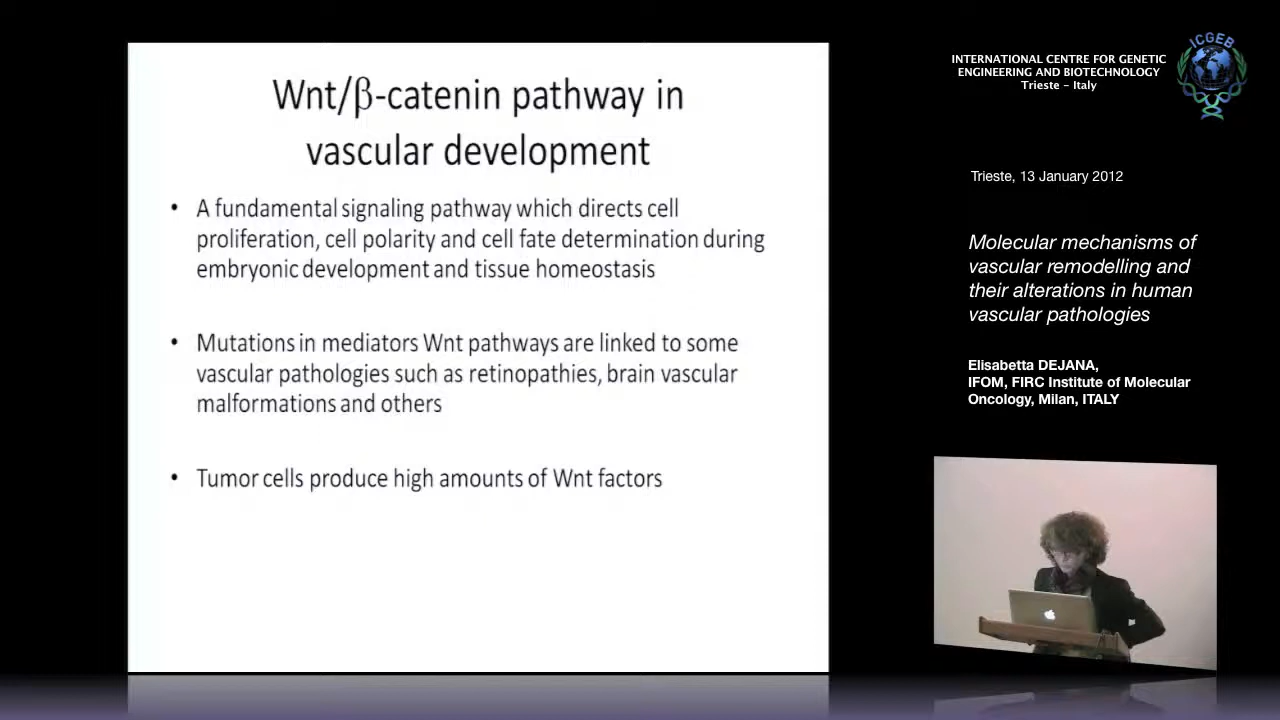 Wnt/β-catenin pathway in
vascular development
• A fundamental signaling pathway which directs cell
proliferation, cell polarity and cell fate determination during
embryonic development and tissue homeostasis
• Mutations in mediators Wnt pathways are linked to some
vascular pathologies such as retinopathies, brain vascular
malformations and others
• Tumor cells produce high amounts of Wnt factors
INTERNATIONAL CENTRE FOR GENETIC
ENGINEERING AND BIOTECHNOLOGY
Trieste - Italy
ICGEB
Trieste, 13 January 2012
Molecular mechanisms of
vascular remodelling and
their alterations in human
vascular pathologies
Elisabetta DEJANA,
IFOM, FIRC Institute of Molecular
Oncology, Milan, ITALY